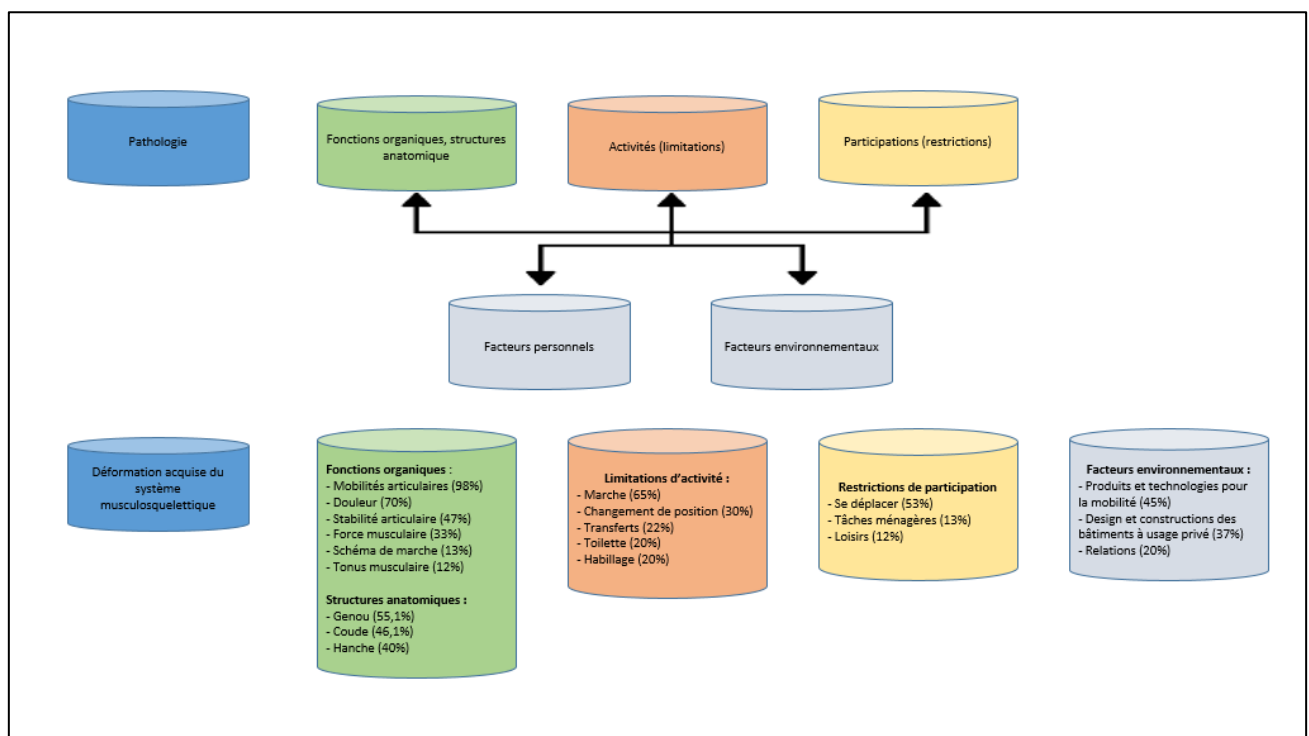 Pathologie
Fonctions organiques, structures
anatomique
Activités (limitations)
Participations (restrictions)
Facteurs personnels
Facteurs environnementaux
Déformation acquise du
système
musculosquelettique
Fonctions organiques :
- Mobilités articulaires (98%)
- Douleur (70%)
- Stabilité articulaire (47%)
- Force musculaire (33%)
- Schéma de marche (13%)
- Tonus musculaire (12%)
Structures anatomiques :
- Genou (55,1%)
- Coude (46,1%)
- Hanche (40%)
Limitations d’activité :
- Marche (65%)
- Changement de position (30%)
- Transferts (22%)
- Toilette (20%)
- Habillage (20%)
Restrictions de participation
- Se déplacer (53%)
- Tâches ménagères (13%)
- Loisirs (12%)
Facteurs environnementaux :
- Produits et technologies pour
la mobilité (45%)
- Design et constructions des
bâtiments à usage privé (37%)
- Relations (20%)